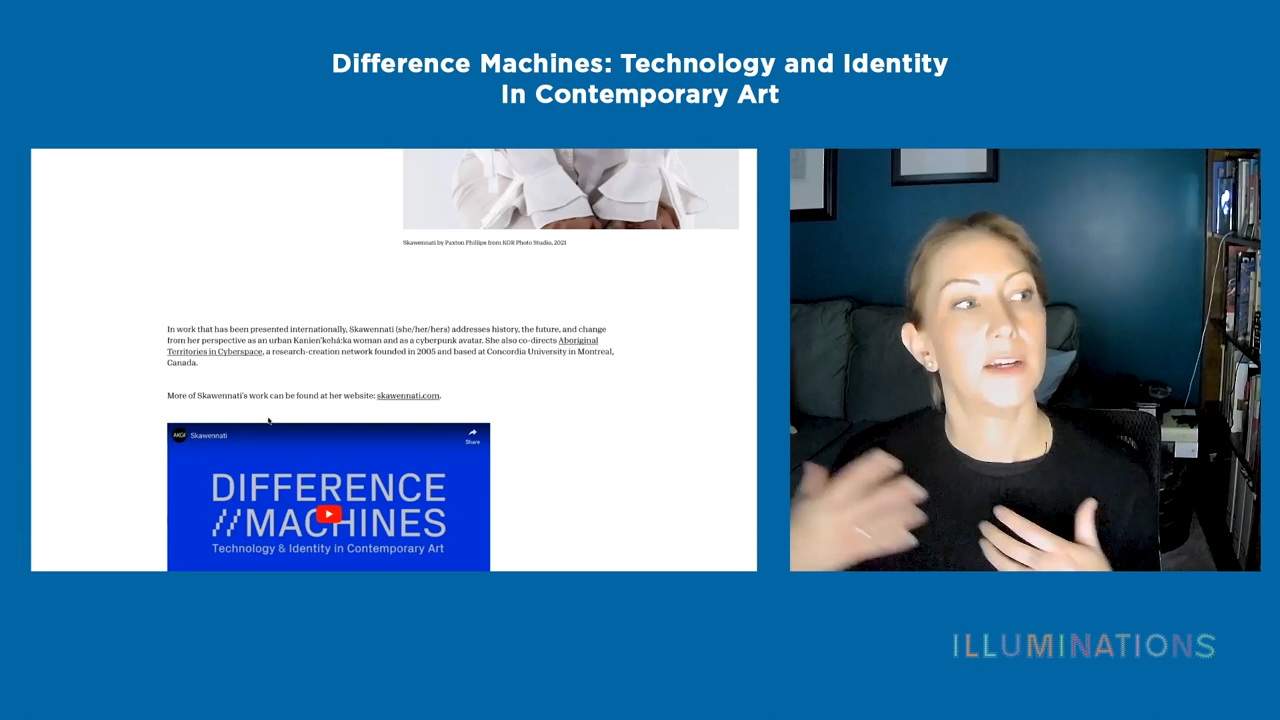 Difference Machines: Technology and Identity
In Contemporary Art
Skawennati by Paxton Phillips from KGR Photo Studio, 2021
In work that has been presented internationally, Skawennati (she/her/hers) addresses history, the future, and change
from her perspective as an urban Kanien'kehá:ka woman and as a cyberpunk avatar. She also co-directs Aboriginal
Territories in Cyberspace, a research-creation network founded in 2005 and based at Concordia University in Montreal,
Canada.
More of Skawennati's work can be found at her website: skawennati.com.
AKG
Skawennati
Share
DIFFERENCE
//MACHINES
Technology & Identity in Contemporary Art
ILLUMINATIONS